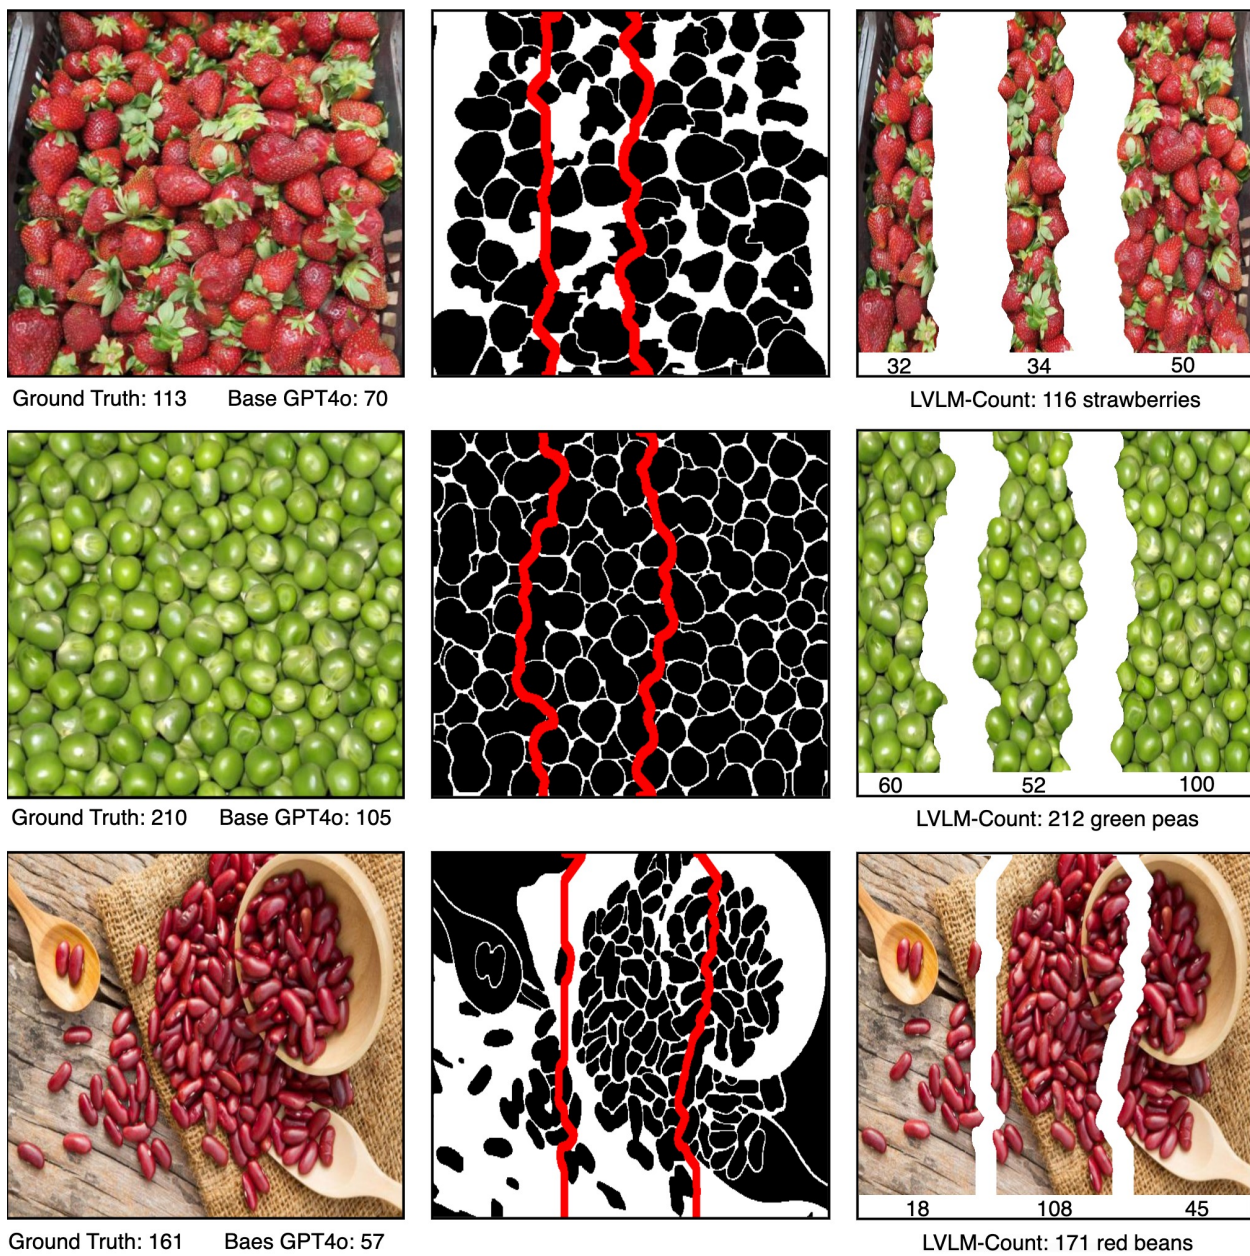 32 34 50
Ground Truth: 113 Base GPT4o: 70 LVLM-Count: 116 strawberries
60 52 100
Ground Truth: 210 Base GPT4o: 105 LVLM-Count: 212 green peas
18 108 45
Ground Truth: 161 Baes GPT4o: 57 LVLM-Count: 171 red beans